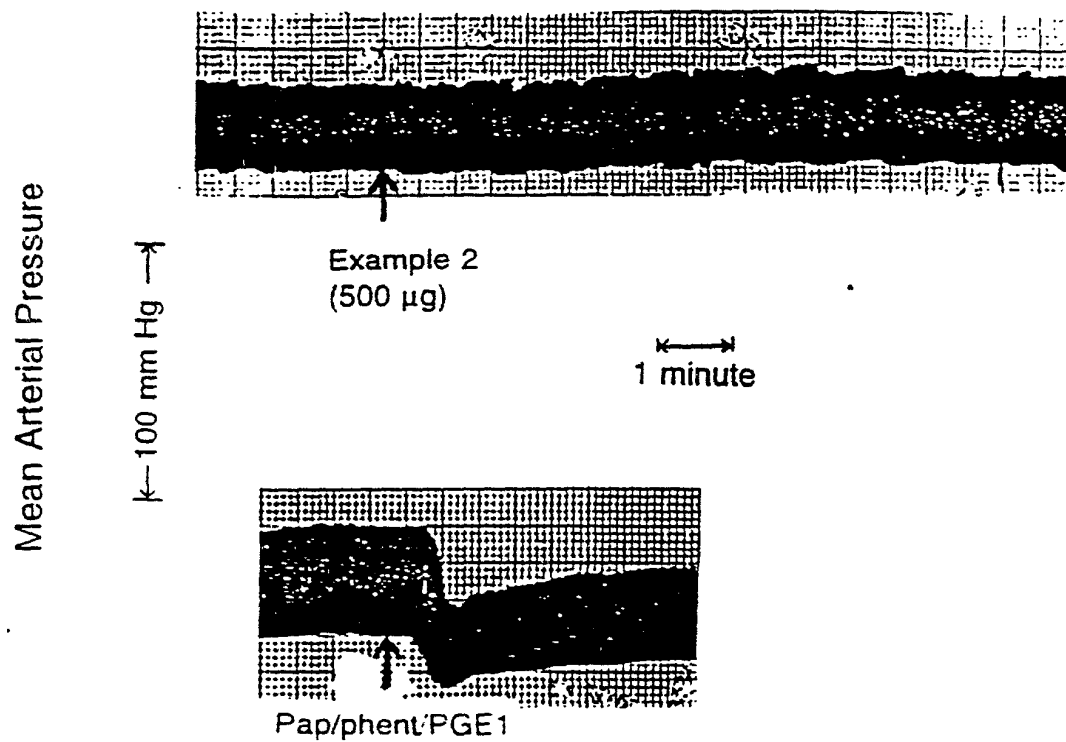 Mean Arterial Pressure
100 mm Hg
Example 2
(500 µg)
1 minute
Pap/phent/PGE1